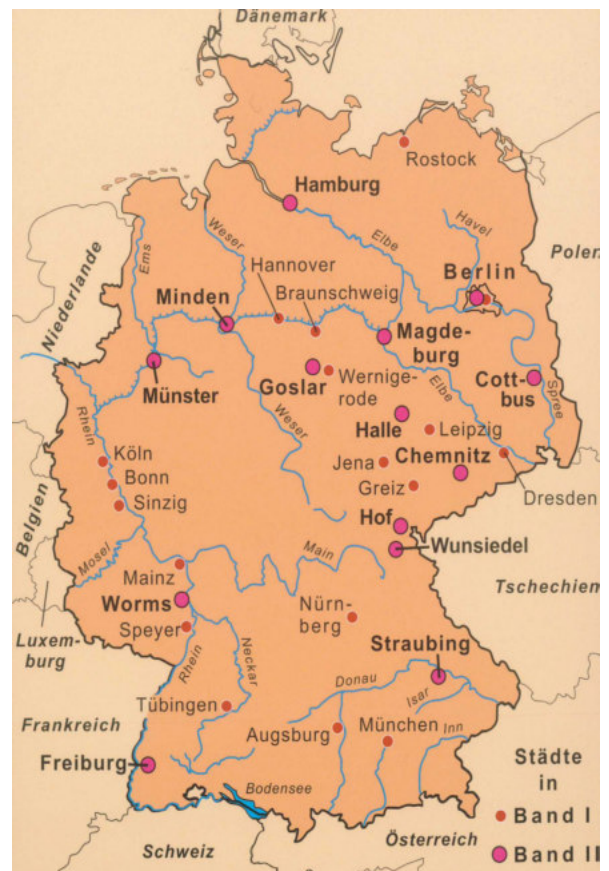 Dänemark
Rostock
Hamburg
Elbe
Havel
Weser
Ems
Polen
Niederlande
Hannover
Braunschweig
Berlin
Minden
Magde-
burg
Münster
Goslar
Wernige-
rode
Elbe
Cott-
bus
Spree
Weser
Halle
Leipzig
Rhein
Köln
Bonn
Sinzig
Jena
Chemnitz
Greiz
Dresden
Belgien
Hof
Wunsiedel
Mosel
Main
Mainz
Tschechien
Worms
Nürn-
berg
Luxem-
burg
Speyer
Straubing
Rhein
Neckar
Donau
Isar
Tübingen
Inn
Frankreich
Augsburg
München
Freiburg
Bodensee
Städte
in
Band I
Band II
Schweiz
Österreich